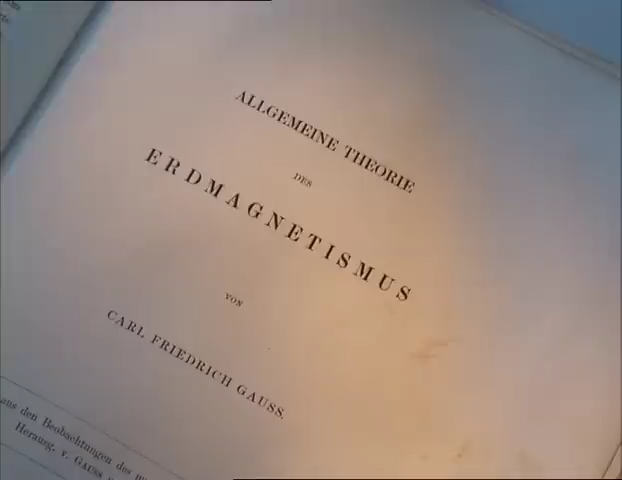 ALLGEMEINE THEORIE
DES
ERDMAGNETISMUS
VON
CARL FRIEDRICH GAUSS.
aus den Beobachtungen des
Herausg. v. GAUSS